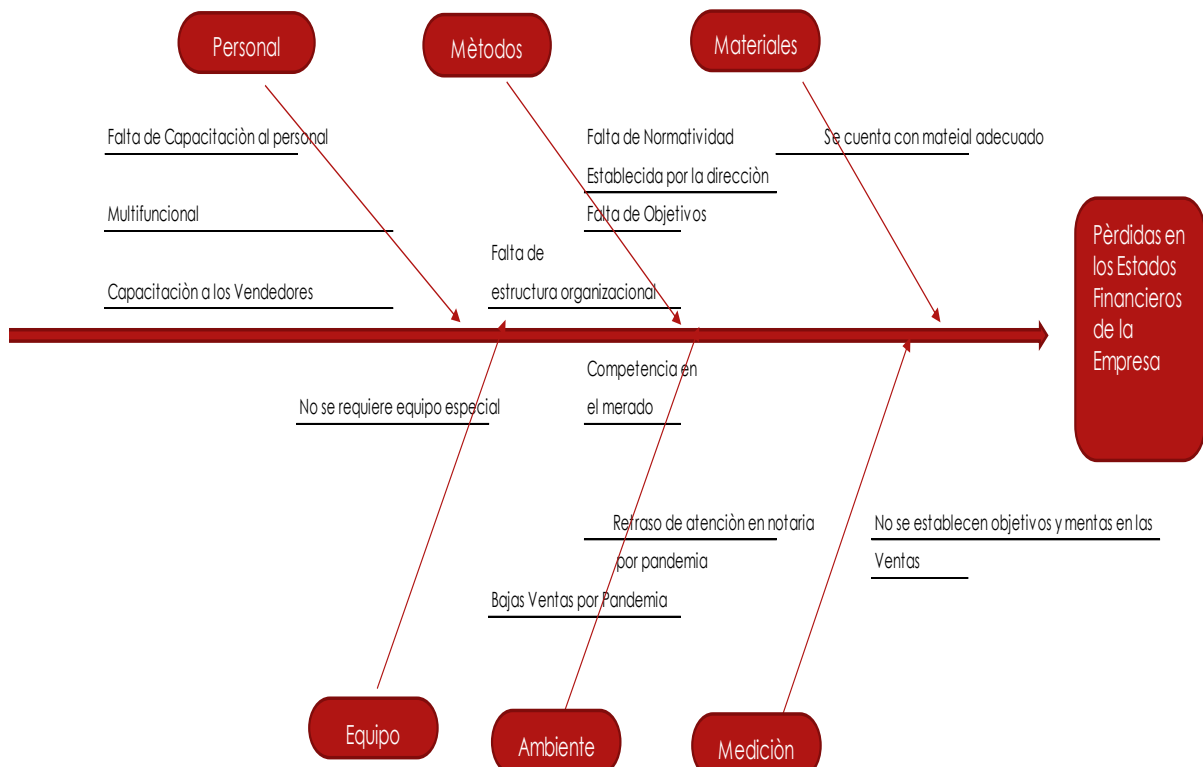 Personal
Mètodos
Materiales
Falta de Capacitaciòn al personal
Multifuncional
Capacitaciòn a los Vendedores
Falta de Normatividad
Establecida por la direcciòn
Falta de Objetivos
Falta de
estructura organizacional
Se cuenta con mateial adecuado
Pèrdidas en
los Estados
Financieros
de la
Empresa
No se requiere equipo especial
Competencia en
el merado
Retraso de atenciòn en notaria
por pandemia
Bajas Ventas por Pandemia
No se establecen objetivos y mentas en las
Ventas
Equipo
Ambiente
Mediciòn